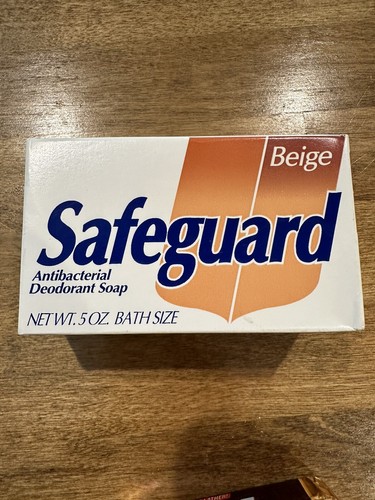 Beige
Safeguard
Antibacterial
Deodorant Soap
NET WT. 5 OZ. BATH SIZE